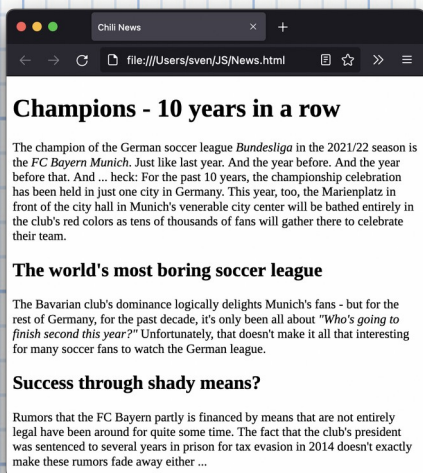 Chili News
file:///Users/sven/JS/News.html
Champions - 10 years in a row
The champion of the German soccer league Bundesliga in the 2021/22 season is
the FC Bayern Munich. Just like last year. And the year before. And the year
before that. And ... heck: For the past 10 years, the championship celebration
has been held in just one city in Germany. This year, too, the Marienplatz in
front of the city hall in Munich's venerable city center will be bathed entirely in
the club's red colors as tens of thousands of fans will gather there to celebrate
their team.
The world's most boring soccer league
The Bavarian club's dominance logically delights Munich's fans - but for the
rest of Germany, for the past decade, it's only been all about "Who's going to
finish second this year?" Unfortunately, that doesn't make it all that interesting
for many soccer fans to watch the German league.
Success through shady means?
Rumors that the FC Bayern partly is financed by means that are not entirely
legal have been around for quite some time. The fact that the club's president
was sentenced to several years in prison for tax evasion in 2014 doesn't exactly
make these rumors fade away either ...